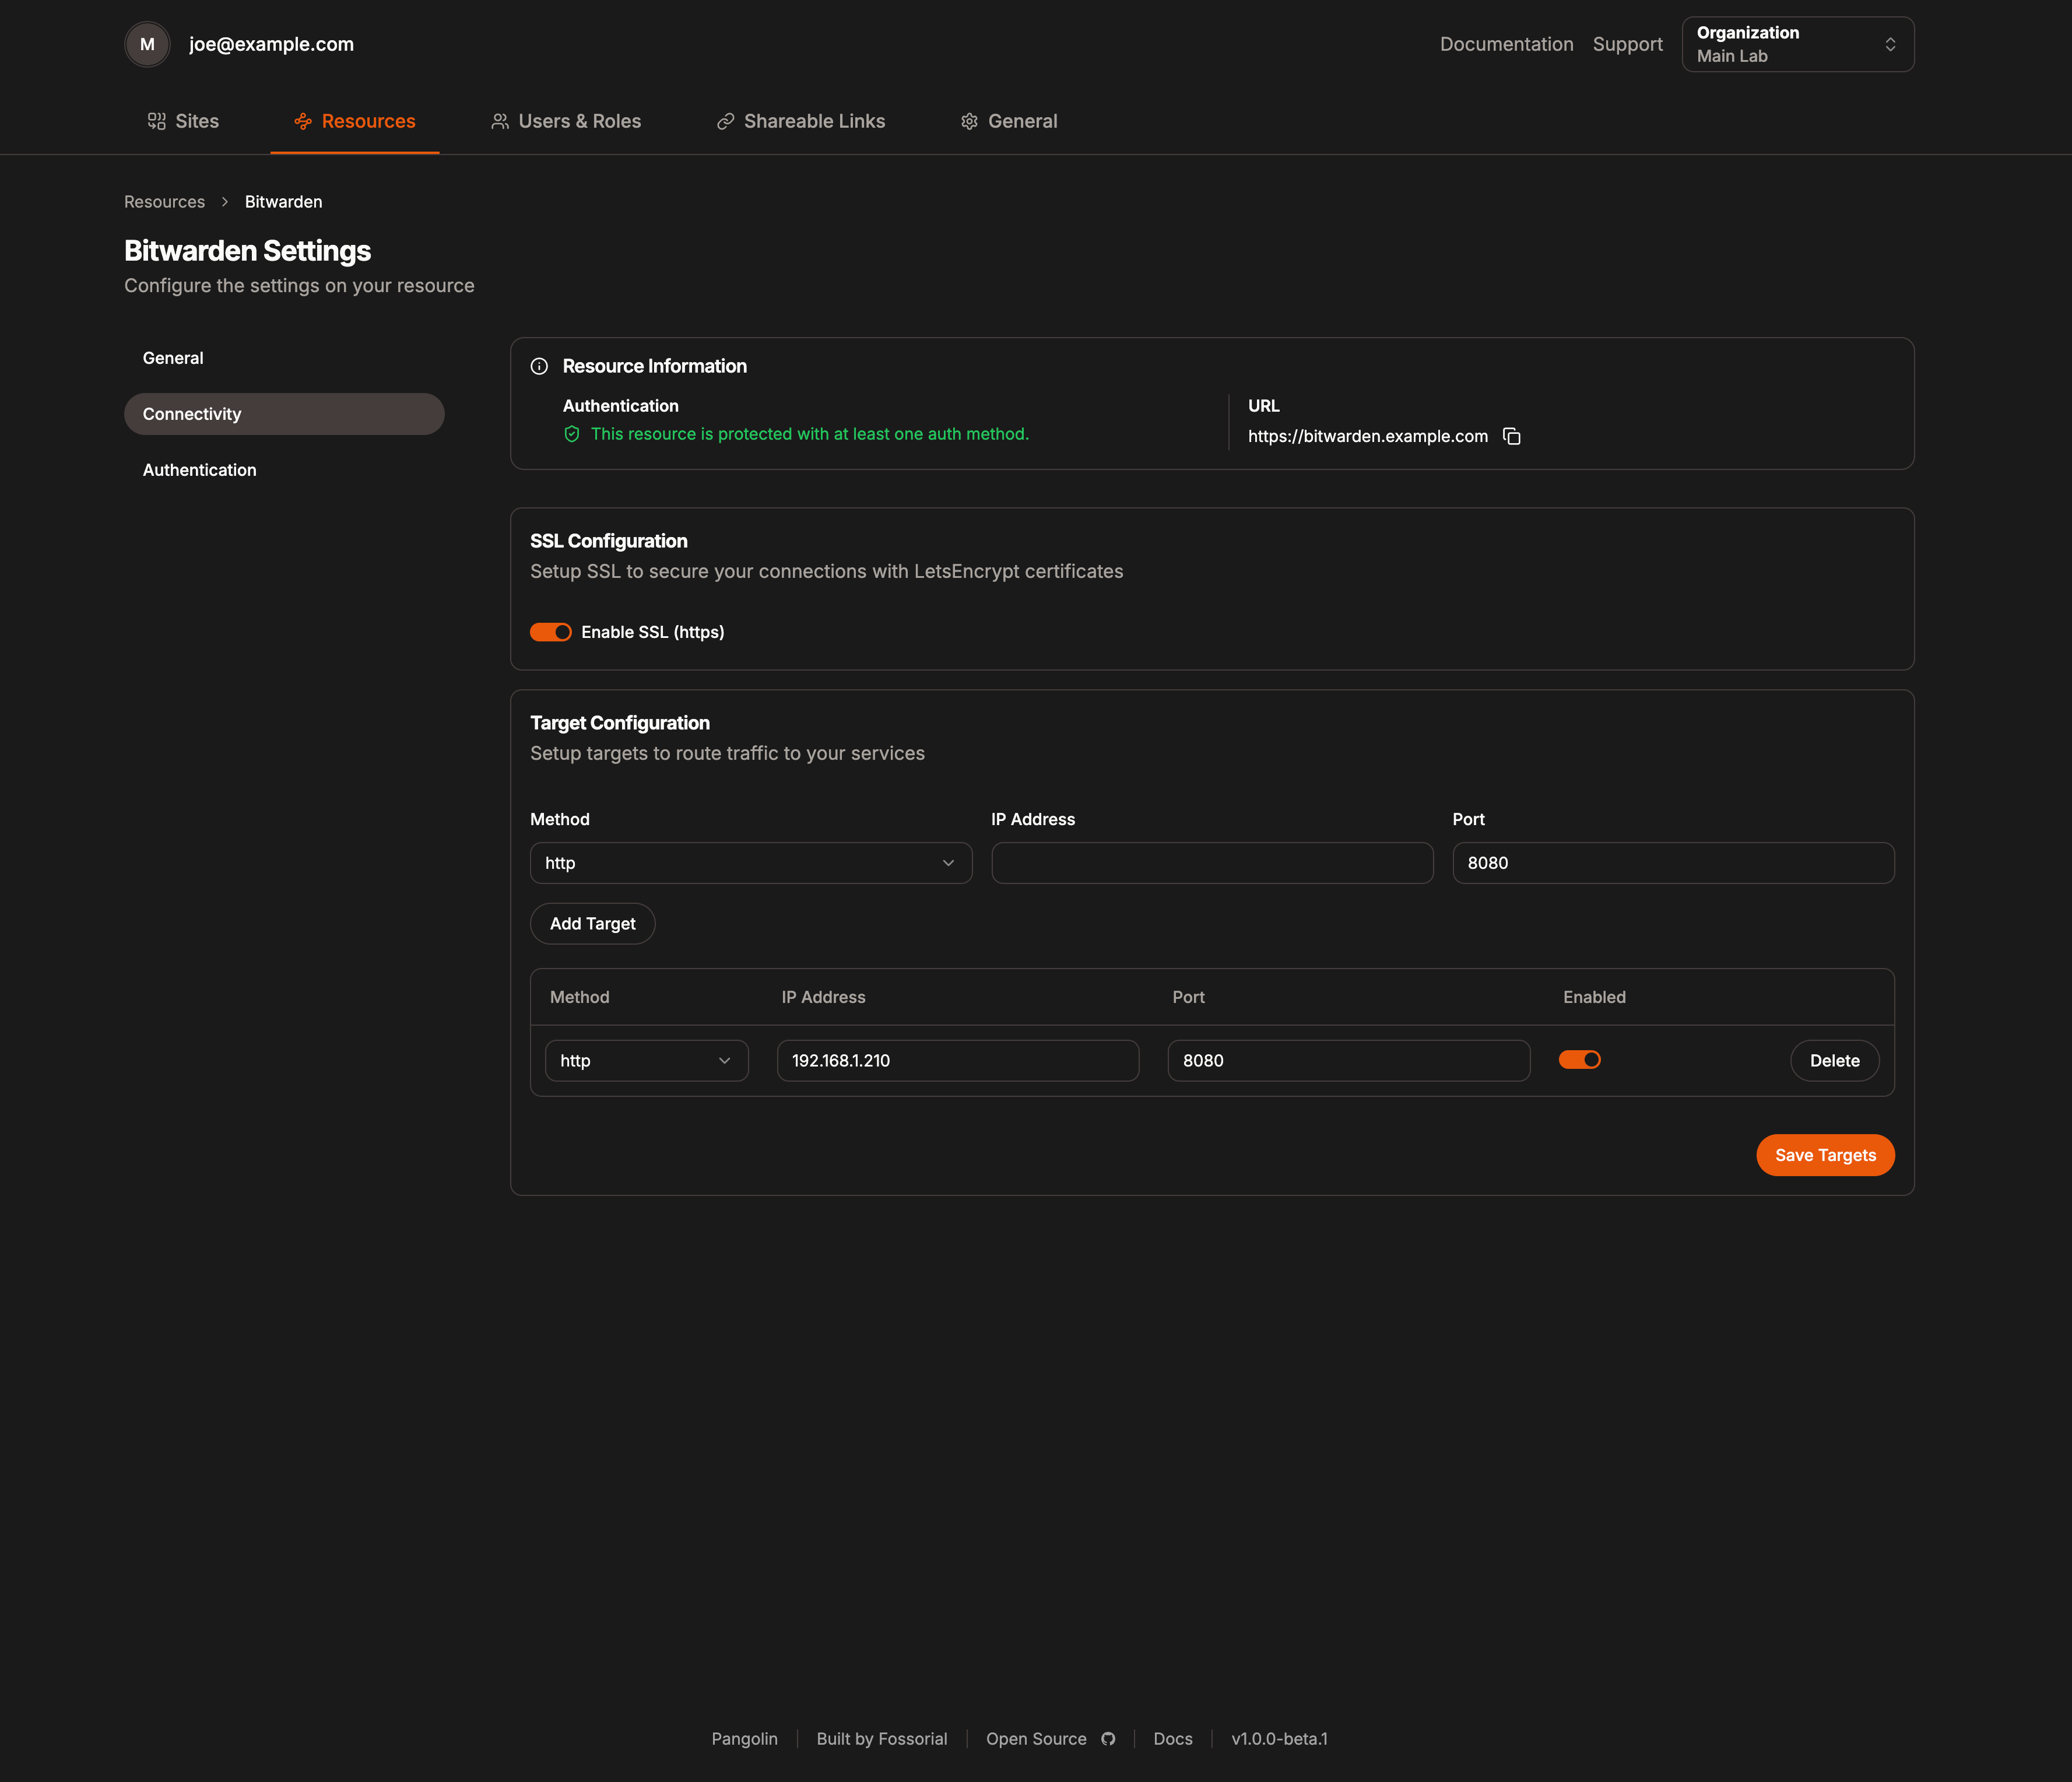 M
joe@example.com
Documentation
Support
Organization
Main Lab
Sites
Resources
Users & Roles
Shareable Links
General
Resources
Bitwarden
Bitwarden Settings
Configure the settings on your resource
General
Connectivity
Authentication
Resource Information
Authentication
This resource is protected with at least one auth method.
URL
https://bitwarden.example.com
SSL Configuration
Setup SSL to secure your connections with LetsEncrypt certificates
Enable SSL (https)
Target Configuration
Setup targets to route traffic to your services
Method
IP Address
Port
http
8080
Add Target
Method
IP Address
Port
Enabled
http
192.168.1.210
8080
Delete
Save Targets
Pangolin
Built by Fossorial
Open Source
Docs
v1.0.0-beta.1